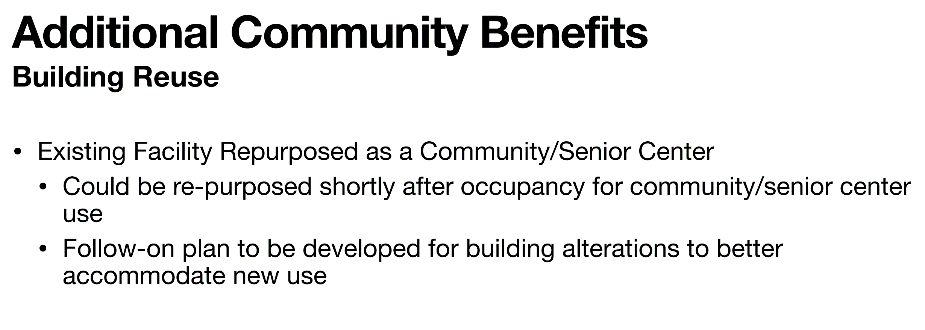 Additional Community Benefits
Building Reuse
• Existing Facility Repurposed as a Community/Senior Center
• Could be re-purposed shortly after occupancy for community/senior center
use
• Follow-on plan to be developed for building alterations to better
accommodate new use